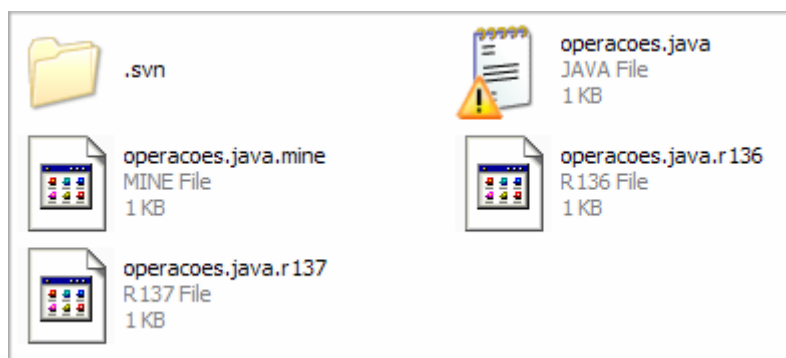 .svn
operacoes.java
JAVA File
1 KB
operacoes.java.mine
MINE File
1 KB
operacoes.java.r136
R136 File
1 KB
operacoes.java.r137
R137 File
1 KB